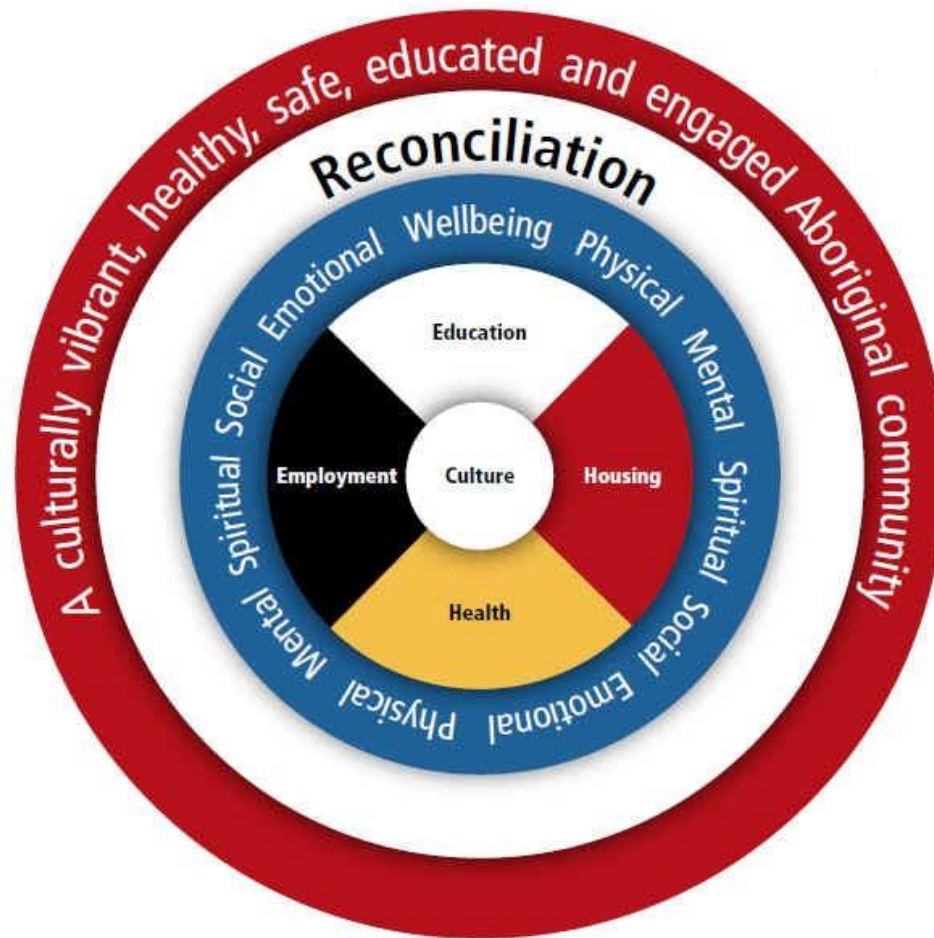 A culturally vibrant, healthy, safe, educated and engaged Aboriginal community
Reconciliation
Wellbeing Physical Mental Spiritual Social Emotional Physical Mental Spiritual Social Emotional
Education
Employment
Culture
Housing
Health